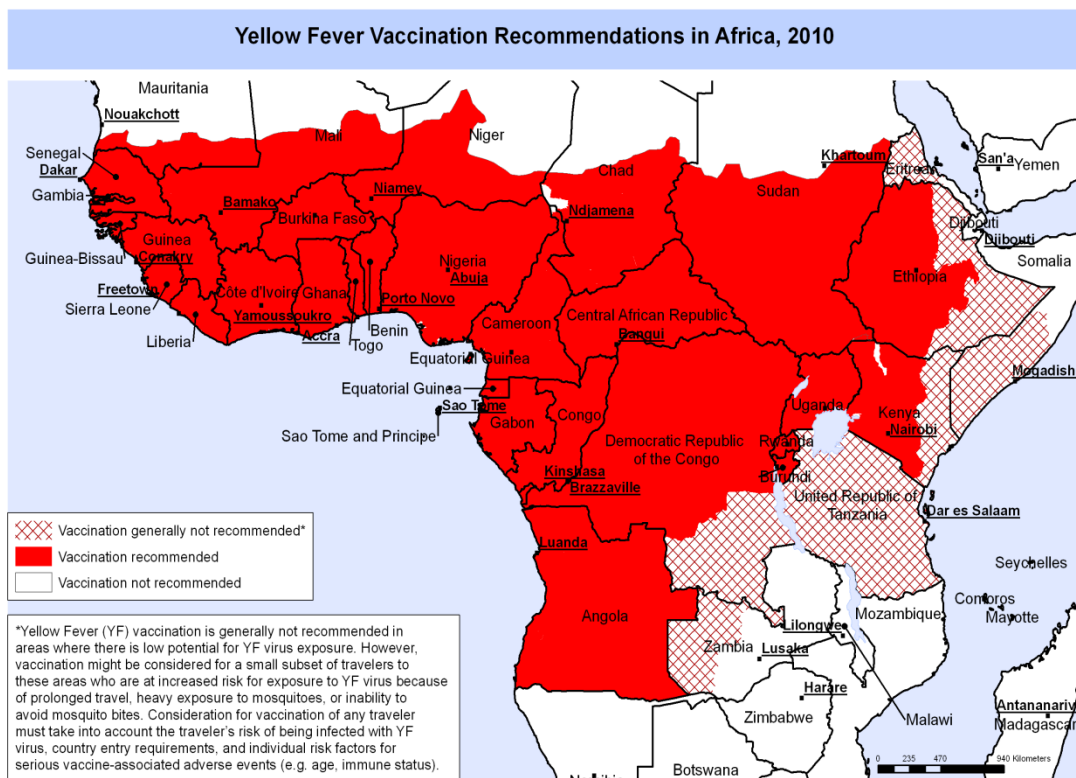 Yellow Fever Vaccination Recommendations in Africa, 2010
Mauritania
Nouakchott
Mali
Niger
Senegal
Dakar
Gambia
Bamako
Burkina Faso
Niamey
Chad
Ndjamena
Sudan
Khartoum
Eritrea
San'a
Yemen
Djibouti
Djibouti
Somalia
Guinea
Conakry
Guinea-Bissau
Freetown
Sierra Leone
Liberia
Côte d'Ivoire
Yamoussoukro
Ghana
Accra
Togo
Benin
Porto Novo
Nigeria
Abuja
Cameroon
Central African Republic
Bangui
Ethiopia
Mogadish
Equatorial Guinea
Equatorial Guinea
Sao Tome
Sao Tome and Principe
Gabon
Congo
Democratic Republic
of the Congo
Uganda
Kenya
Nairobi
Rwanda
Burundi
Kinshasa
Brazzaville
United Republic of
Tanzania
Dar es Salaam
Luanda
Angola
Seychelles
Comoros
Mayotte
Mozambique
Lilongwe
Zambia
Lusaka
Harare
Zimbabwe
Malawi
Antananariv
Madagascar
Botswana
Vaccination generally not recommended*
Vaccination recommended
Vaccination not recommended
*Yellow Fever (YF) vaccination is generally not recommended in
areas where there is low potential for YF virus exposure. However,
vaccination might be considered for a small subset of travelers to
these areas who are at increased risk for exposure to YF virus because
of prolonged travel, heavy exposure to mosquitoes, or inability to
avoid mosquito bites. Consideration for vaccination of any traveler
must take into account the traveler's risk of being infected with YF
virus, country entry requirements, and individual risk factors for
serious vaccine-associated adverse events (e.g. age, immune status).
0 235 470 940 Kilometers